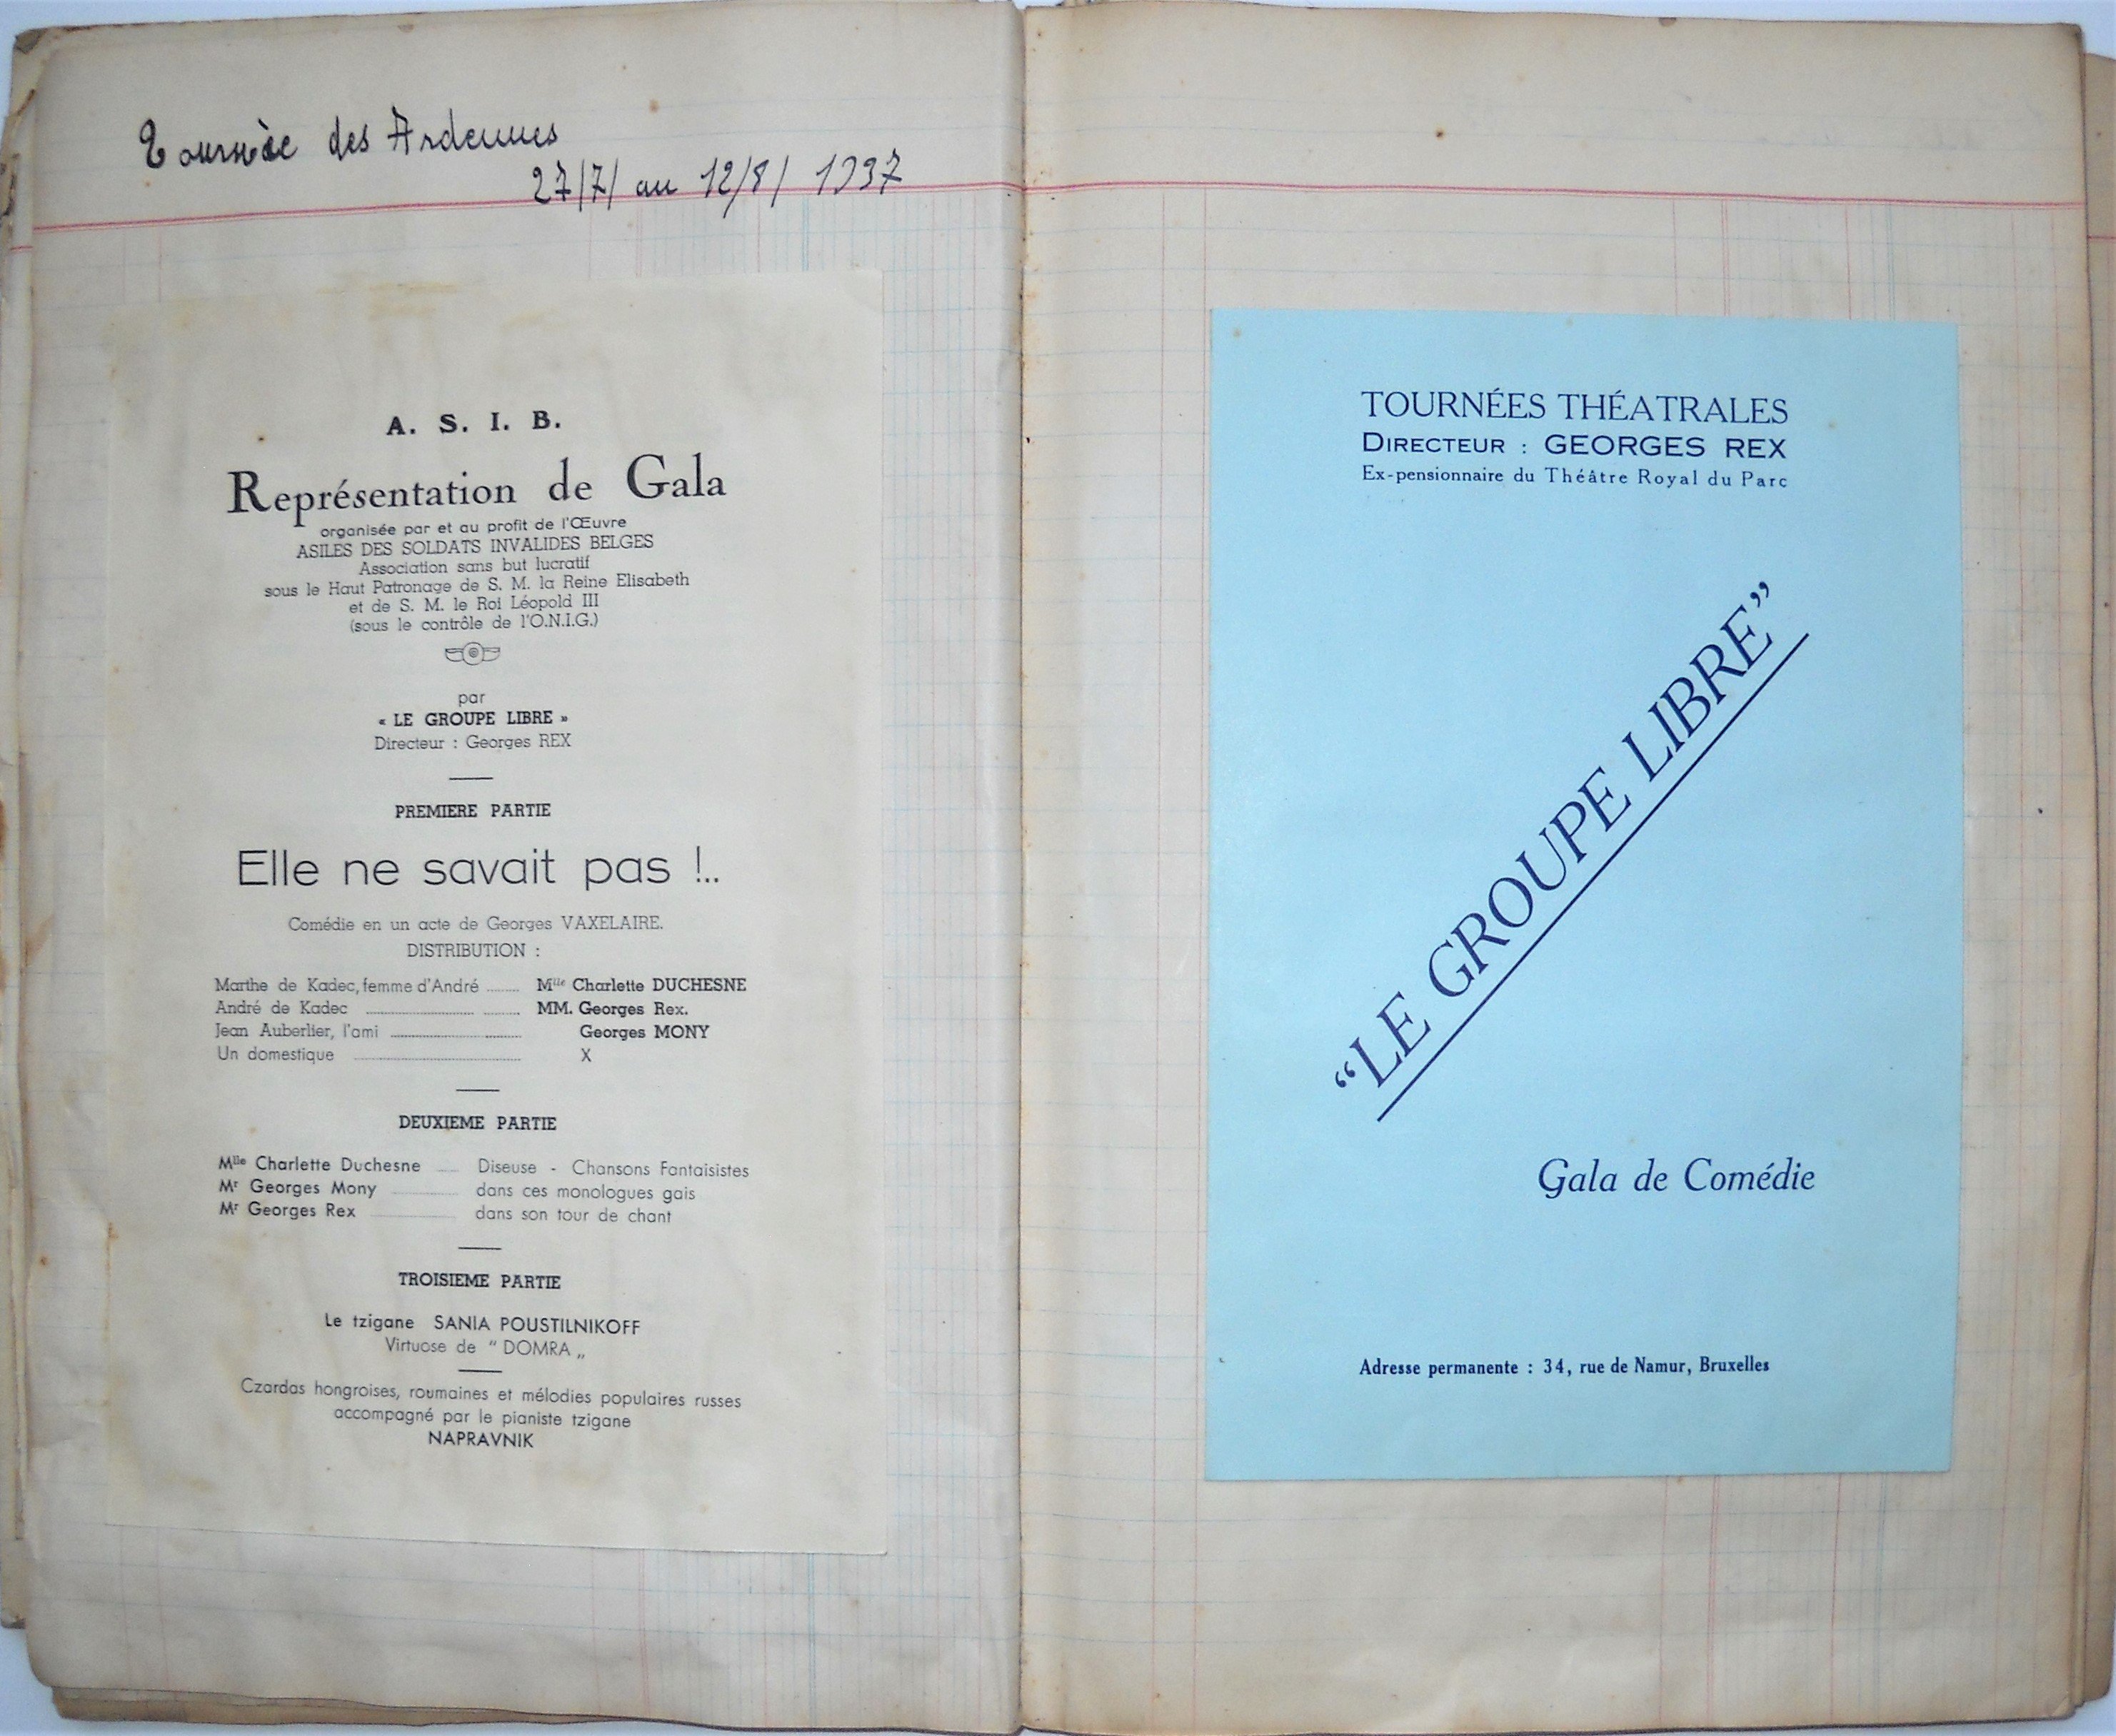 Tournèe des Ardennes
27/7/ au 12/8/ 1937
A. S. I. B.
Représentation de Gala
organisée par et au profit de l'Œuvre
ASILES DES SOLDATS INVALIDES BELGES
Association sans but lucratif
sous le Haut Patronage de S. M. la Reine Elisabeth
et de S. M. le Roi Léopold III
(sous le contrôle de l'O.N.I.G.)
par
« LE GROUPE LIBRE »
Directeur : Georges REX
PREMIERE PARTIE
Elle ne savait pas !..
Comédie en un acte de Georges VAXELAIRE.
DISTRIBUTION :
Marthe de Kadec, femme d'André ........ Mlle Charlette DUCHESNE
André de Kadec ........ MM. Georges Rex.
Jean Auberlier, l'ami ........ Georges MONY
Un domestique ........ X
DEUXIEME PARTIE
Mlle Charlette Duchesne ........ Diseuse - Chansons Fantaisistes
Mr Georges Mony ........ dans ces monologues gais
Mr Georges Rex ........ dans son tour de chant
TROISIEME PARTIE
Le tzigane SANIA POUSTILNIKOFF
Virtuose de " DOMRA „
Czardas hongroises, roumaines et mélodies populaires russes
accompagné par le pianiste tzigane
NAPRAVNIK
TOURNÉES THÉATRALES
DIRECTEUR : GEORGES REX
Ex-pensionnaire du Théâtre Royal du Parc
“LE GROUPE LIBRE”
Gala de Comédie
Adresse permanente : 34, rue de Namur, Bruxelles